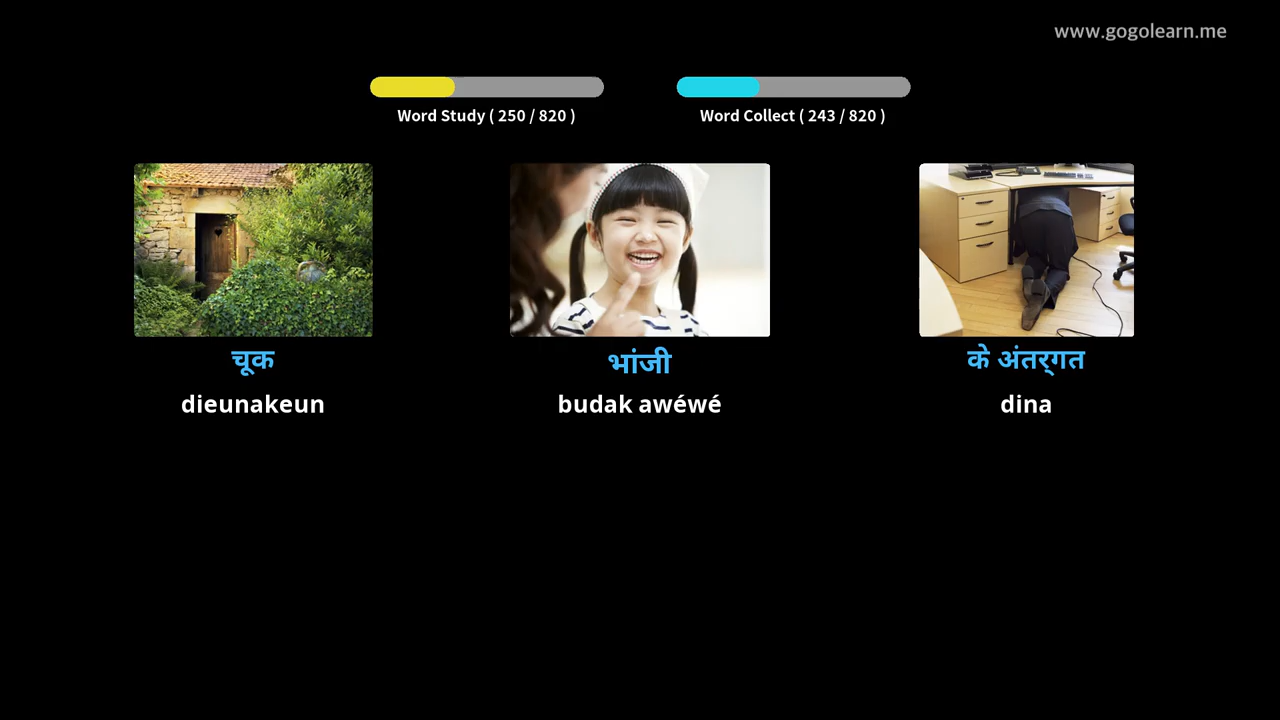 www.gogolearn.me
Word Study ( 250 / 820 )
Word Collect ( 243 / 820 )
चूक
भांजी
के अंतर्गत
dieunakeun
budak awéwé
dina